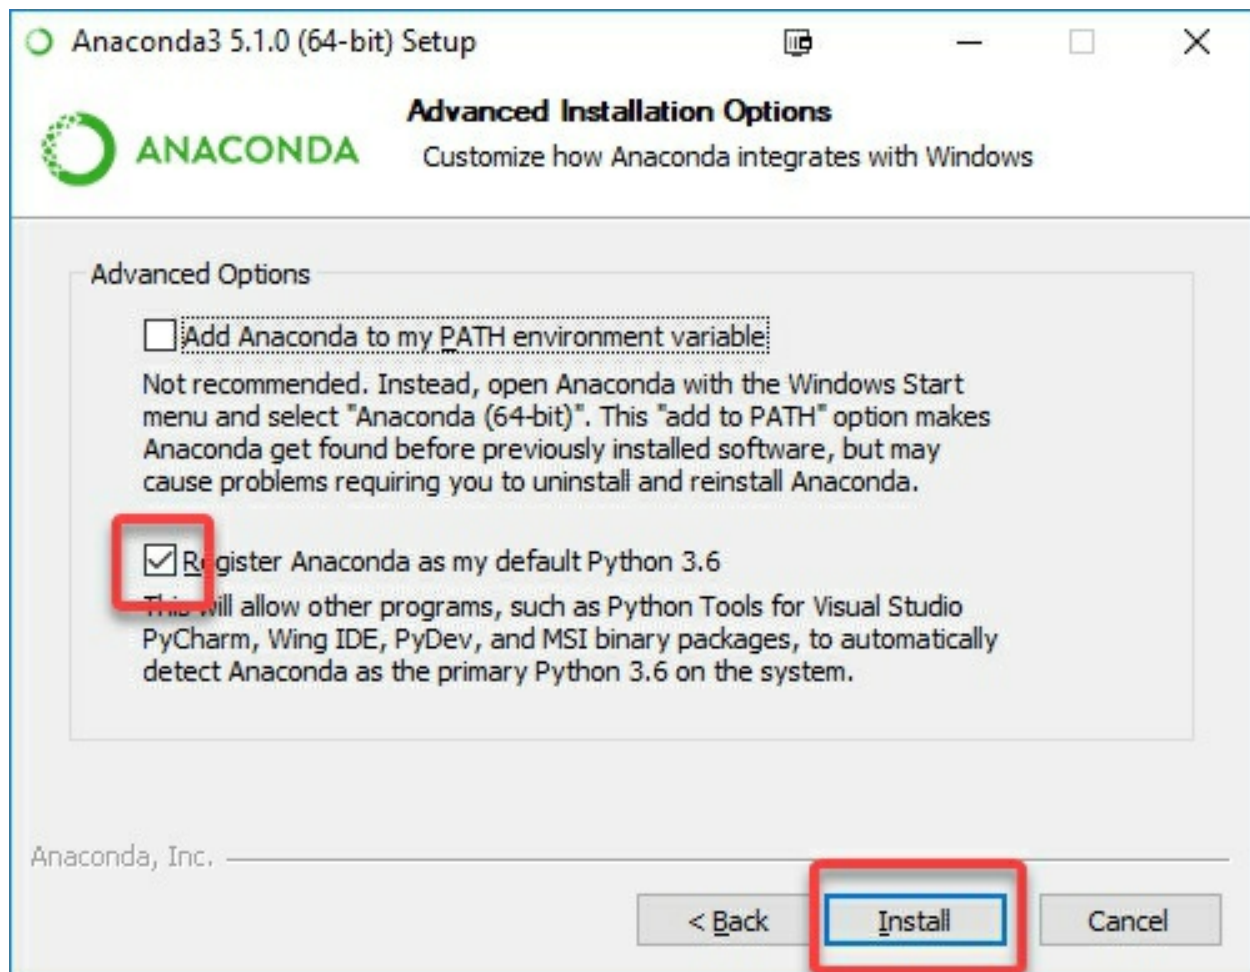 Anaconda3 5.1.0 (64-bit) Setup
ANACONDA
Advanced Installation Options
Customize how Anaconda integrates with Windows
Advanced Options
Add Anaconda to my PATH environment variable
Not recommended. Instead, open Anaconda with the Windows Start
menu and select "Anaconda (64-bit)". This "add to PATH" option makes
Anaconda get found before previously installed software, but may
cause problems requiring you to uninstall and reinstall Anaconda.
Register Anaconda as my default Python 3.6
This will allow other programs, such as Python Tools for Visual Studio
PyCharm, Wing IDE, PyDev, and MSI binary packages, to automatically
detect Anaconda as the primary Python 3.6 on the system.
Anaconda, Inc.
< Back
Install
Cancel